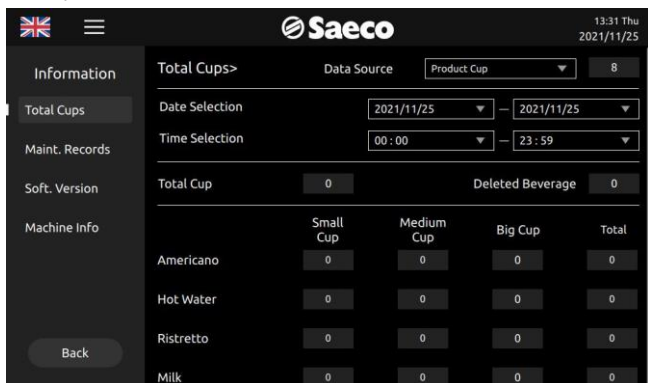 Saeco
13:31 Thu
2021/11/25
Information
Total Cups
Maint. Records
Soft. Version
Machine Info
Back
Total Cups> Data Source Product Cup 8
Date Selection 2021/11/25 — 2021/11/25
Time Selection 00 : 00 — 23 : 59
Total Cup 0 Deleted Beverage 0
Small Cup Medium Cup Big Cup Total
Americano 0 0 0 0
Hot Water 0 0 0 0
Ristretto 0 0 0 0
Milk 0 0 0 0